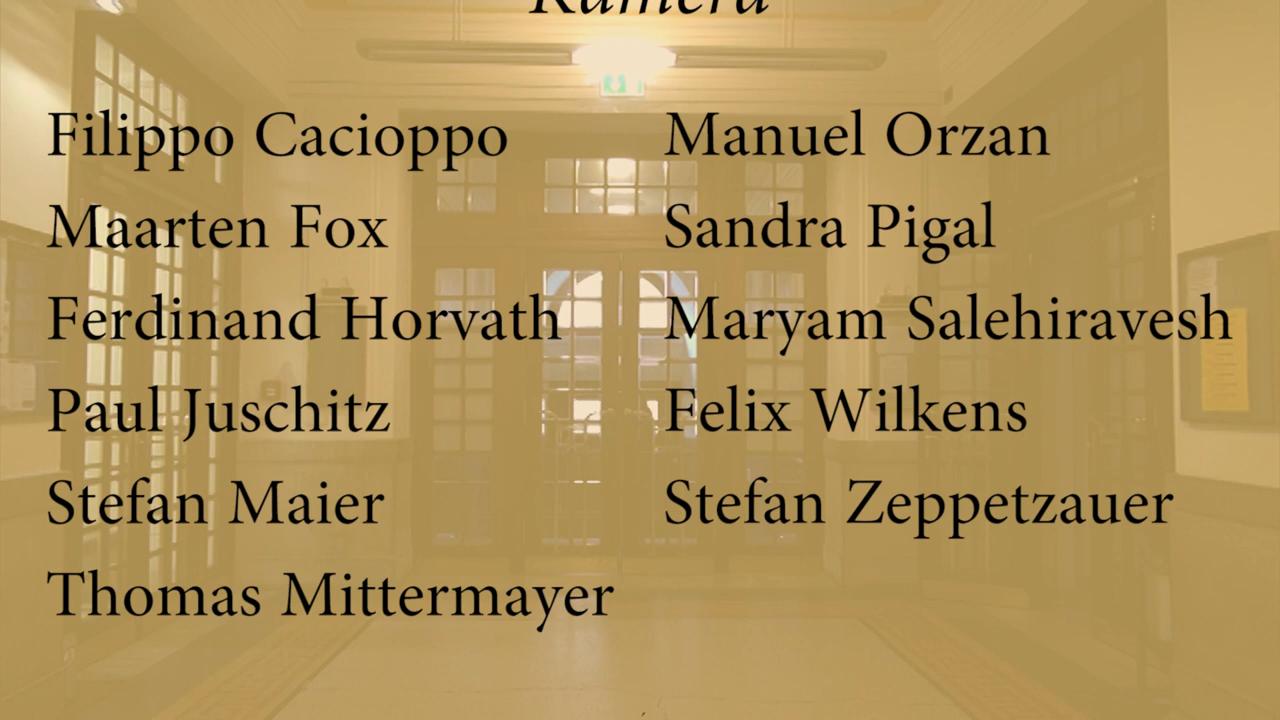 Kamera
Filippo Cacioppo
Maarten Fox
Ferdinand Horvath
Paul Juschitz
Stefan Maier
Thomas Mittermayer
Manuel Orzan
Sandra Pigal
Maryam Salehiravesh
Felix Wilkens
Stefan Zeppetzauer